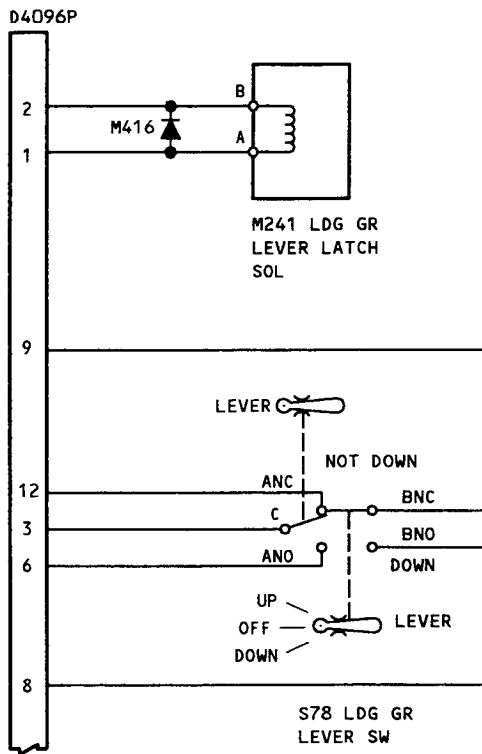 D4096P
2
B
M416
1
A
M241 LDG GR
LEVER LATCH
SOL
9
LEVER
NOT DOWN
12
ANC
BNC
3
C
BNO
6
ANO
DOWN
UP
OFF
LEVER
DOWN
8
S78 LDG GR
LEVER SW